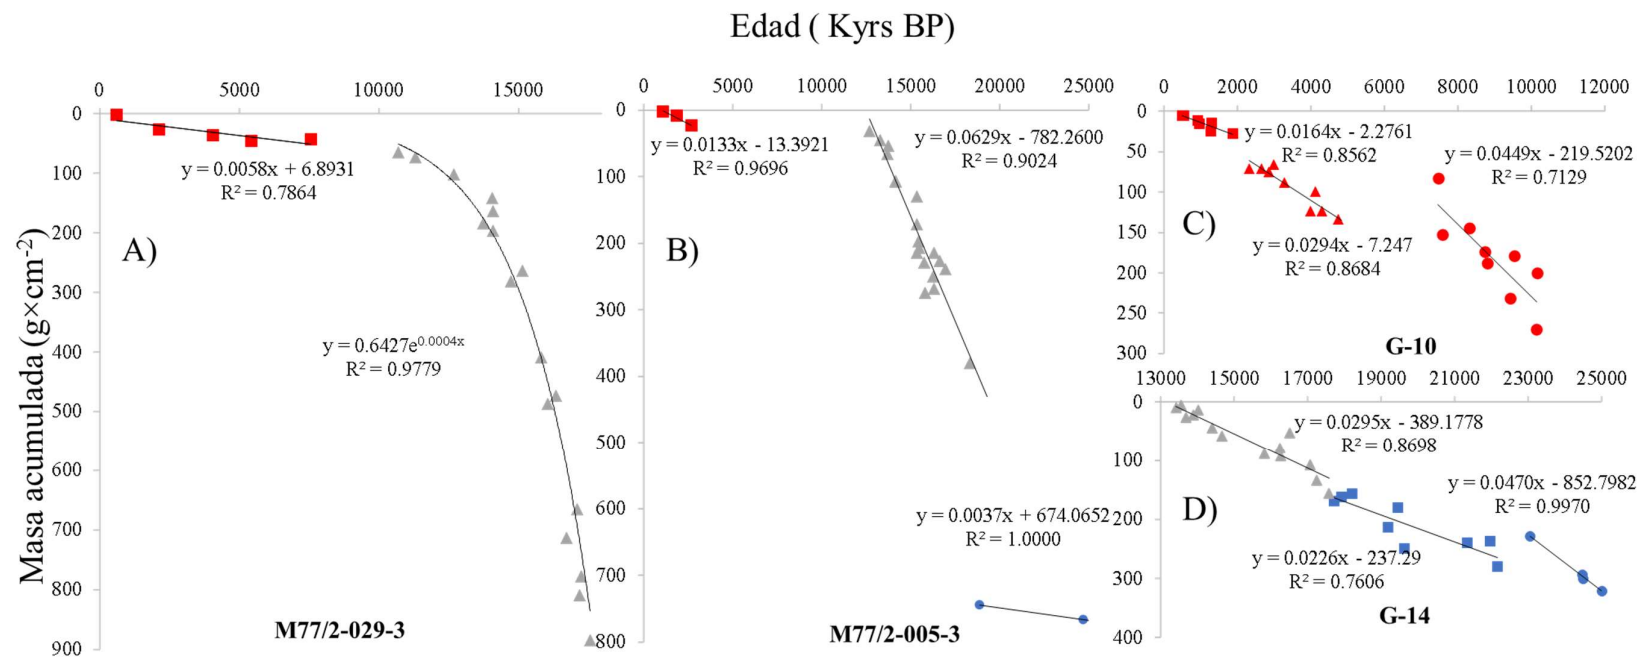 Edad ( Kyrs BP)
Masa acumulada (g×cm-2)
0 5000 10000 15000
0
100
200
300
400
500
600
700
800
900
y = 0.0058x + 6.8931
R² = 0.7864
A)
y = 0.6427e0.0004x
R² = 0.9779
M77/2-029-3
0 5000 10000 15000 20000 25000
0
100
200
300
400
500
600
700
800
y = 0.0133x - 13.3921
R² = 0.9696
y = 0.0629x - 782.2600
R² = 0.9024
B)
y = 0.0037x + 674.0652
R² = 1.0000
M77/2-005-3
0 2000 4000 6000 8000 10000 12000
0
50
100
150
200
250
300
y = 0.0164x - 2.2761
R² = 0.8562
y = 0.0449x - 219.5202
R² = 0.7129
C)
y = 0.0294x - 7.247
R² = 0.8684
G-10
13000 15000 17000 19000 21000 23000 25000
0
100
200
300
400
y = 0.0295x - 389.1778
R² = 0.8698
y = 0.0470x - 852.7982
R² = 0.9970
D)
y = 0.0226x - 237.29
R² = 0.7606
G-14